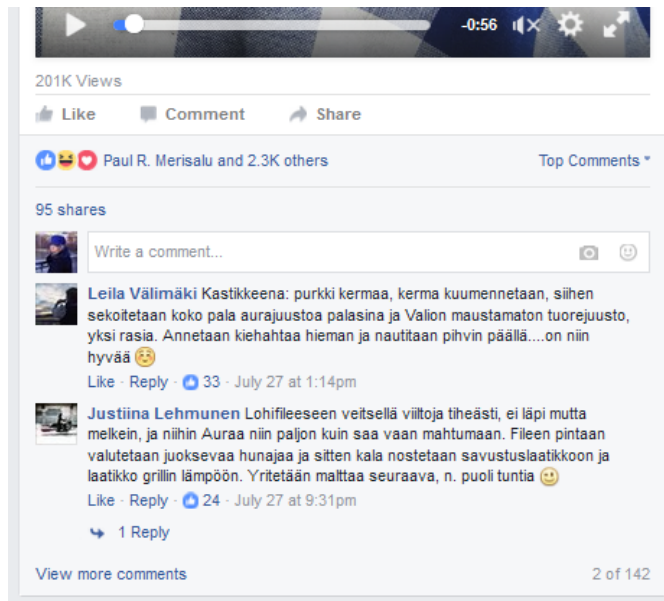 -0:56
201K Views
Like Comment Share
Paul R. Merisalu and 2.3K others Top Comments
95 shares
Write a comment...
Leila Välimäki Kastikkeena: purkki kermaa, kerma kuumennetaan, siihen
sekoitetaan koko pala aurajuustoa palasina ja Valion maustamaton tuorejuusto,
yksi rasia. Annetaan kiehahtaa hieman ja nautitaan pihvin päällä....on niin
hyvää
Like · Reply · 33 · July 27 at 1:14pm
Justiina Lehmunen Lohifileeseen veitsellä viiltoja tiheästi, ei läpi mutta
melkein, ja niihin Auraa niin paljon kuin saa vaan mahtumaan. Fileen pintaan
valutetaan juoksevaa hunajaa ja sitten kala nostetaan savustuslaatikkoon ja
laatikko grillin lämpöön. Yritetään malttaa seuraava, n. puoli tuntia
Like · Reply · 24 · July 27 at 9:31pm
1 Reply
View more comments 2 of 142